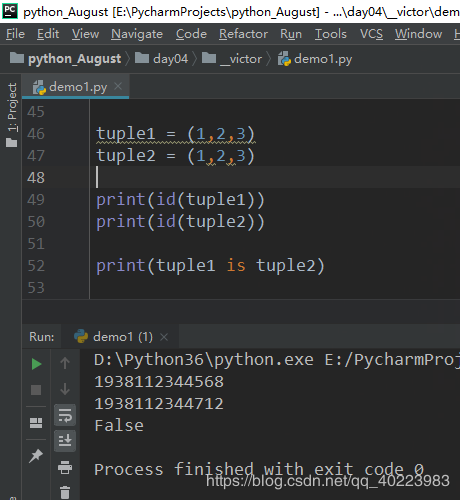 PC python_August [E:\PycharmProjects\python_August] - ...\day04\__victor\dem
File Edit View Navigate Code Refactor Run Tools VCS Window
python_August day04 __victor demo1.py
1: Project
demo1.py
45
46 tuple1 = (1,2,3)
47 tuple2 = (1,2,3)
48
49 print(id(tuple1))
50 print(id(tuple2))
51
52 print(tuple1 is tuple2)
53
Run: demo1 (1)
D:\Python36\python.exe E:/PycharmProj
1938112344568
1938112344712
False
Process finished with exit code 0
https://blog.csdn.net/qq_40223983